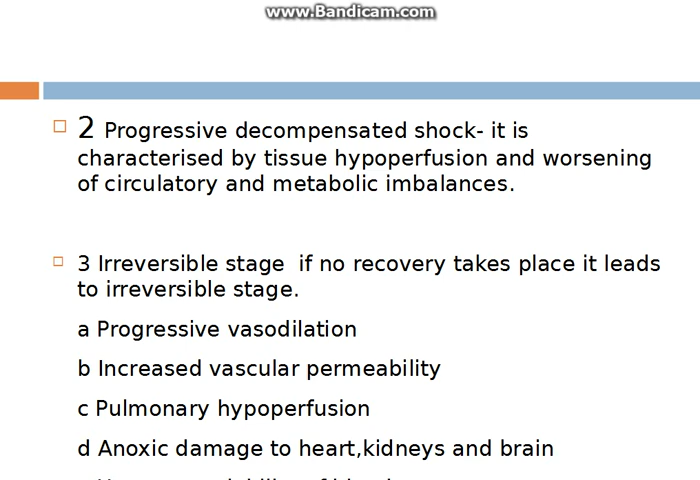 www.Bandicam.com
2 Progressive decompensated shock- it is
characterised by tissue hypoperfusion and worsening
of circulatory and metabolic imbalances.
3 Irreversible stage  if no recovery takes place it leads
to irreversible stage.
a Progressive vasodilation
b Increased vascular permeability
c Pulmonary hypoperfusion
d Anoxic damage to heart,kidneys and brain